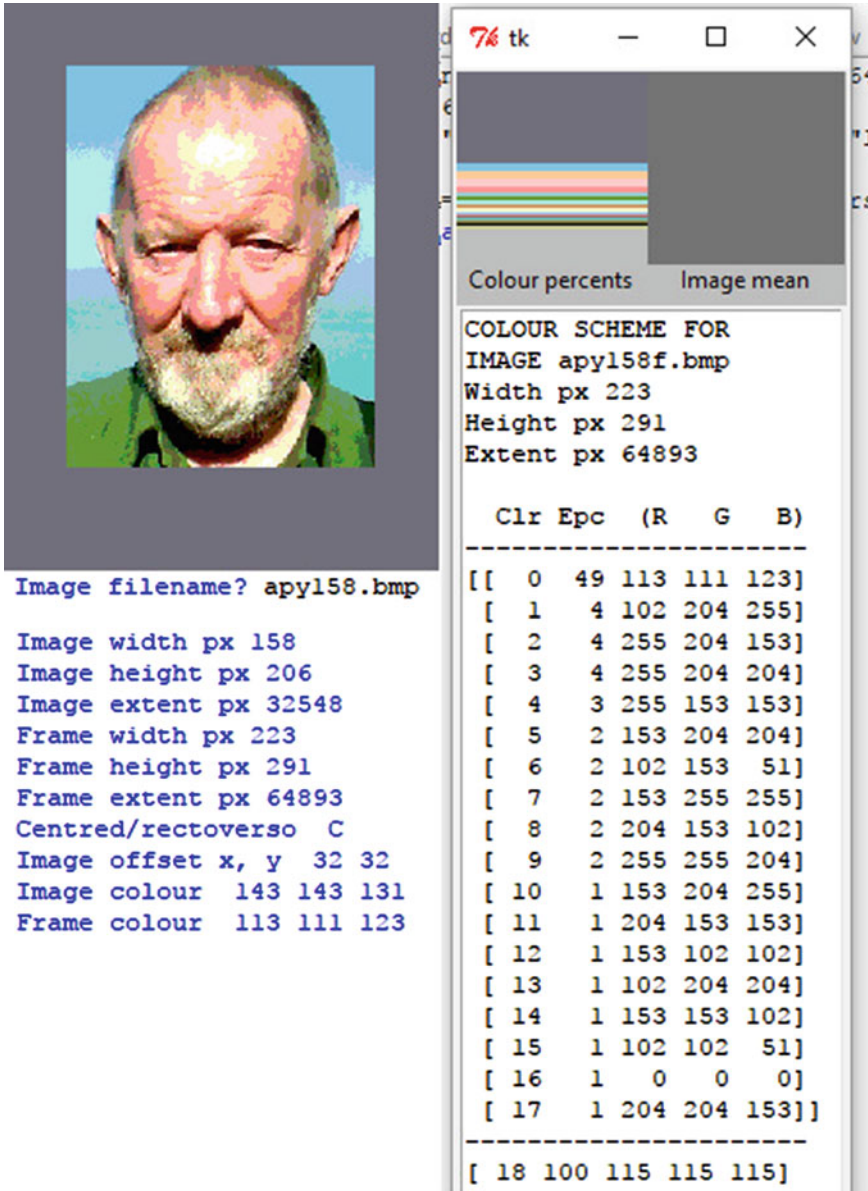 Image filename? apy158.bmp
Image width px 158
Image height px 206
Image extent px 32548
Frame width px 223
Frame height px 291
Frame extent px 64893
Centred/rectoverso C
Image offset x, y 32 32
Image colour 143 143 131
Frame colour 113 111 123
tk
Colour percents Image mean
COLOUR SCHEME FOR
IMAGE apy158f.bmp
Width px 223
Height px 291
Extent px 64893
Clr Epc (R G B)
-----------------------
[[ 0 49 113 111 123]
[ 1 4 102 204 255]
[ 2 4 255 204 153]
[ 3 4 255 204 204]
[ 4 3 255 153 153]
[ 5 2 153 204 204]
[ 6 2 102 153 51]
[ 7 2 153 255 255]
[ 8 2 204 153 102]
[ 9 2 255 255 204]
[ 10 1 153 204 255]
[ 11 1 204 153 153]
[ 12 1 153 102 102]
[ 13 1 102 204 204]
[ 14 1 153 153 102]
[ 15 1 102 102 51]
[ 16 1 0 0 0]
[ 17 1 204 204 153]]
-----------------------
[ 18 100 115 115 115]